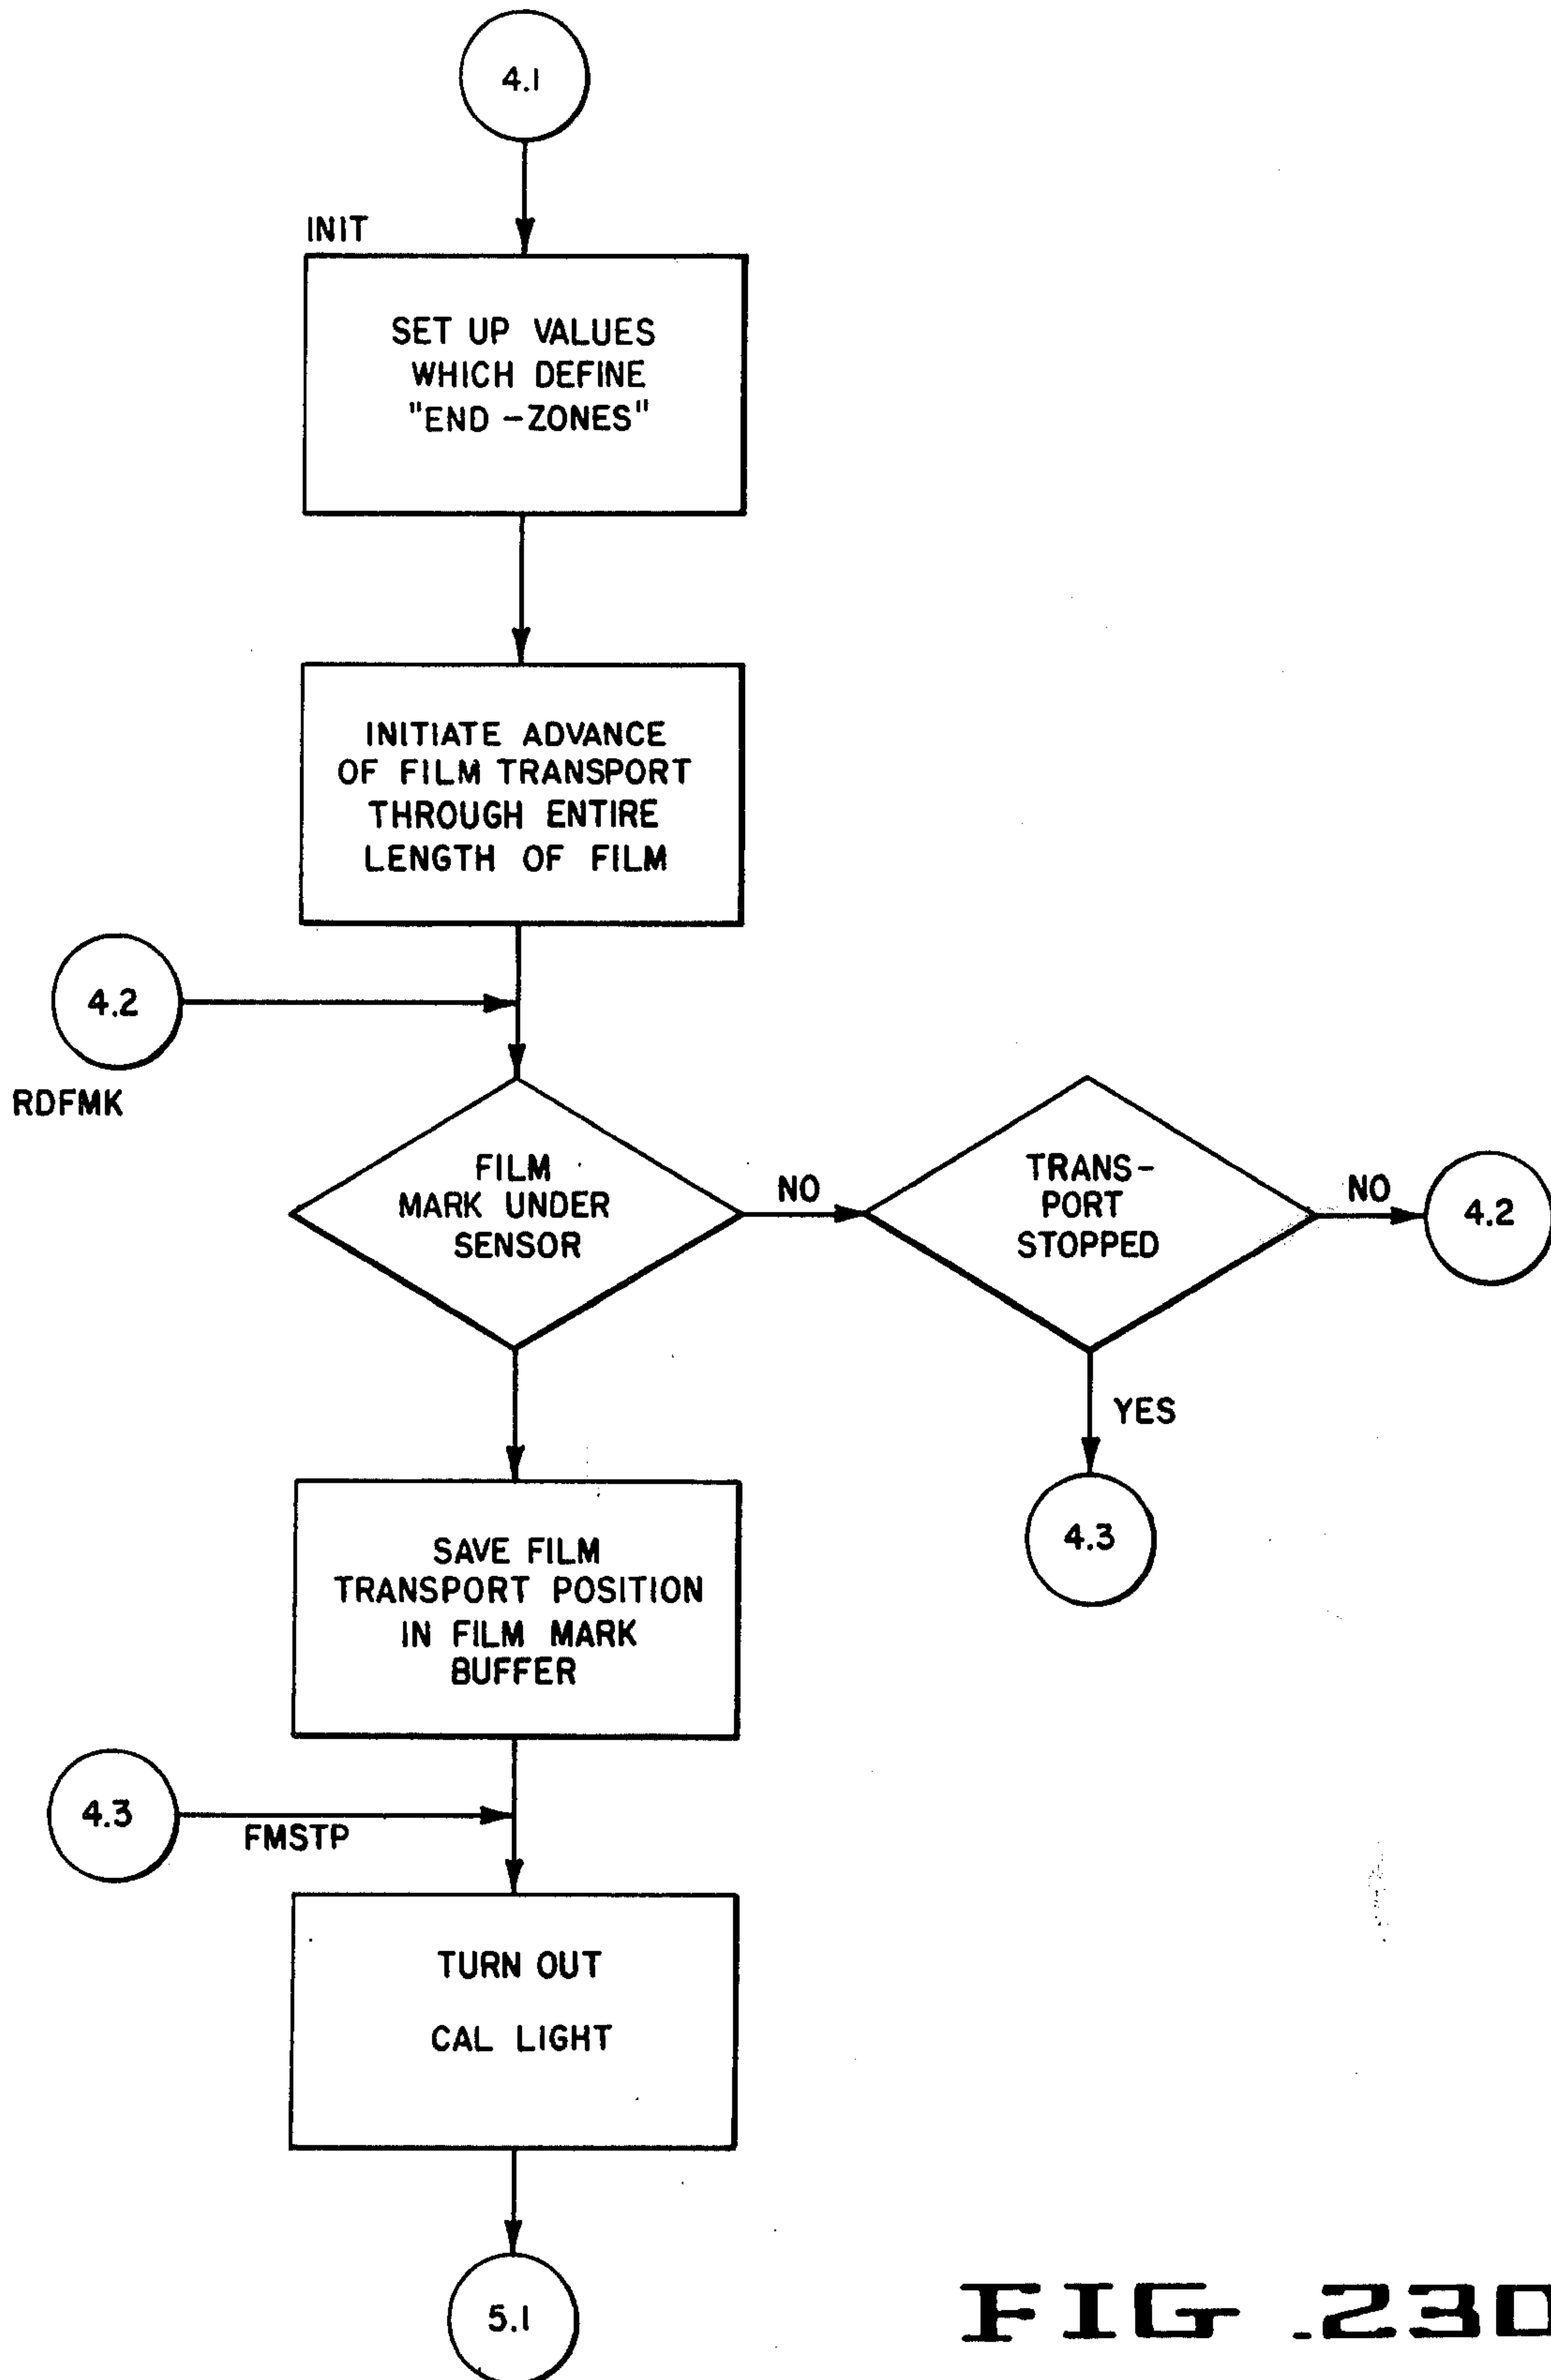 4.1
INIT
SET UP VALUES
WHICH DEFINE
"END-ZONES"
INITIATE ADVANCE
OF FILM TRANSPORT
THROUGH ENTIRE
LENGTH OF FILM
4.2
RDFMK
FILM
MARK UNDER
SENSOR
NO
TRANS-
PORT
STOPPED
NO
4.2
YES
4.3
SAVE FILM
TRANSPORT POSITION
IN FILM MARK
BUFFER
4.3
FMSTP
TURN OUT
CAL LIGHT
5.1